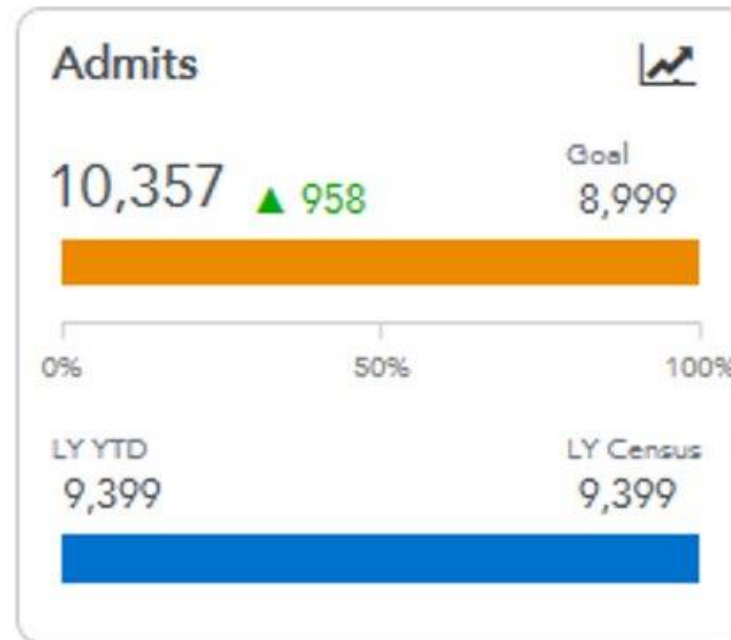 Admits
Goal
10,357 ▲ 958 8,999
0% 50% 100%
LY YTD LY Census
9,399 9,399